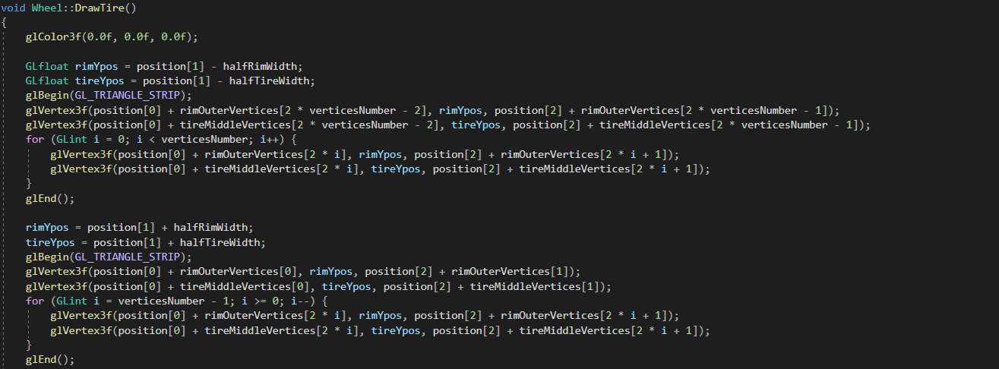 void Wheel::DrawTire()
{
    glColor3f(0.0f, 0.0f, 0.0f);

    GLfloat rimYpos = position[1] - halfRimWidth;
    GLfloat tireYpos = position[1] - halfTireWidth;
    glBegin(GL_TRIANGLE_STRIP);
    glVertex3f(position[0] + rimOuterVertices[2 * verticesNumber - 2], rimYpos, position[2] + rimOuterVertices[2 * verticesNumber - 1]);
    glVertex3f(position[0] + tireMiddleVertices[2 * verticesNumber - 2], tireYpos, position[2] + tireMiddleVertices[2 * verticesNumber - 1]);
    for (GLint i = 0; i < verticesNumber; i++) {
        glVertex3f(position[0] + rimOuterVertices[2 * i], rimYpos, position[2] + rimOuterVertices[2 * i + 1]);
        glVertex3f(position[0] + tireMiddleVertices[2 * i], tireYpos, position[2] + tireMiddleVertices[2 * i + 1]);
    }
    glEnd();

    rimYpos = position[1] + halfRimWidth;
    tireYpos = position[1] + halfTireWidth;
    glBegin(GL_TRIANGLE_STRIP);
    glVertex3f(position[0] + rimOuterVertices[0], rimYpos, position[2] + rimOuterVertices[1]);
    glVertex3f(position[0] + tireMiddleVertices[0], tireYpos, position[2] + tireMiddleVertices[1]);
    for (GLint i = verticesNumber - 1; i >= 0; i--) {
        glVertex3f(position[0] + rimOuterVertices[2 * i], rimYpos, position[2] + rimOuterVertices[2 * i + 1]);
        glVertex3f(position[0] + tireMiddleVertices[2 * i], tireYpos, position[2] + tireMiddleVertices[2 * i + 1]);
    }
    glEnd();